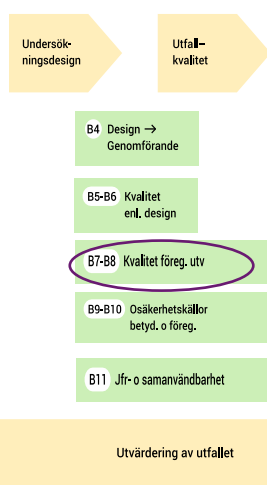 Undersök-
ningsdesign
Utfall–
kvalitet
B4 Design →
Genomförande
B5-B6 Kvalitet
enl. design
B7-B8 Kvalitet föreg. utv
B9-B10 Osäkerhetskällor
betyd. o föreg.
B11 Jfr- o samanvändbarhet
Utvärdering av utfallet